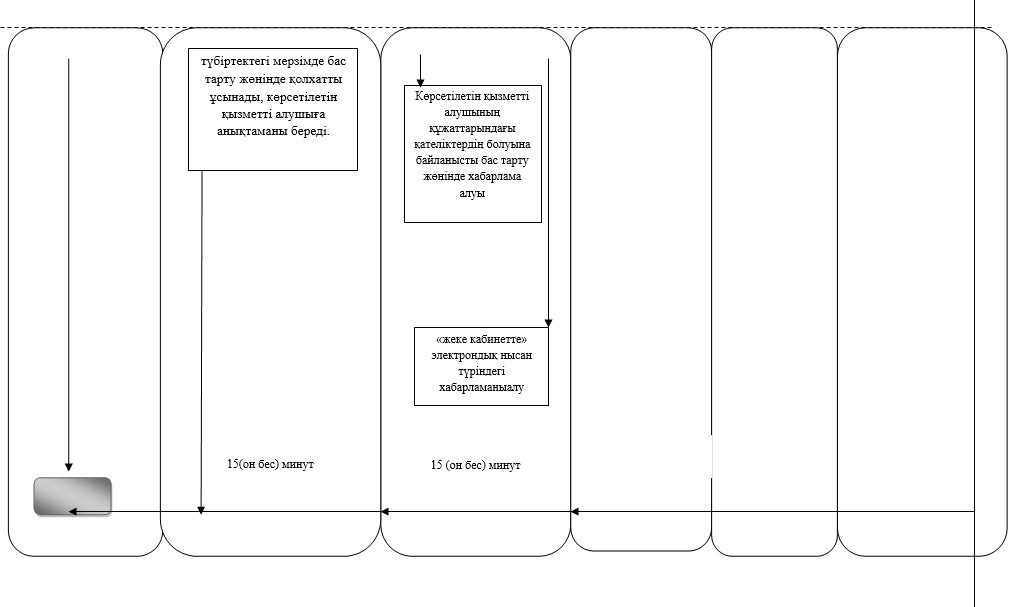 түбіртектегі мерзімде бас
тарту жөнінде қолхатты
ұсынады, көрсетілетін
қызметті алушыға
анықтаманы береді.
Көрсетілетін қызметті
алушының
құжаттарындағы
қателіктердің болуына
байланысты бас тарту
жөнінде хабарлама
алуы
«жеке кабинетте»
электрондық нысан
түріндегі
хабарламаныалу
15(он бес) минут
15 (он бес) минут